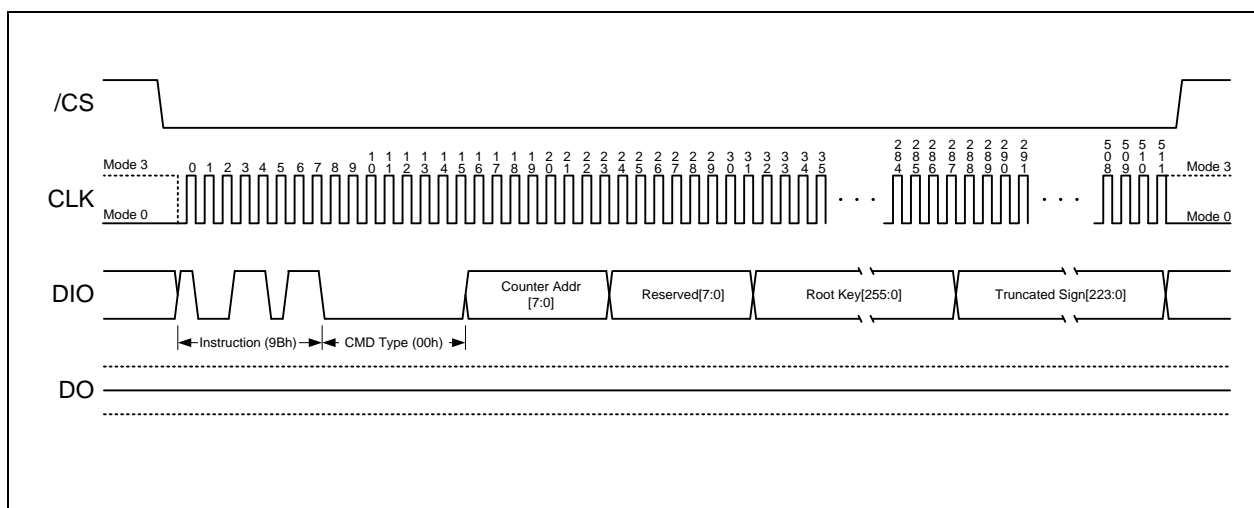 /CS
0 1 2 3 4 5 6 7 8 9 10 11 12 13 14 15 16 17 18 19 20 21 22 23 24 25 26 27 28 29 30 31 32 33 34 35 284 285 286 287 288 289 290 291 508 509 510 511
Mode 3 Mode 3
CLK . . . . . .
Mode 0 Mode 0
DIO Counter Addr Reserved[7:0] Root Key[255:0] Truncated Sign[223:0]
[7:0]
Instruction (9Bh) CMD Type (00h)
DO